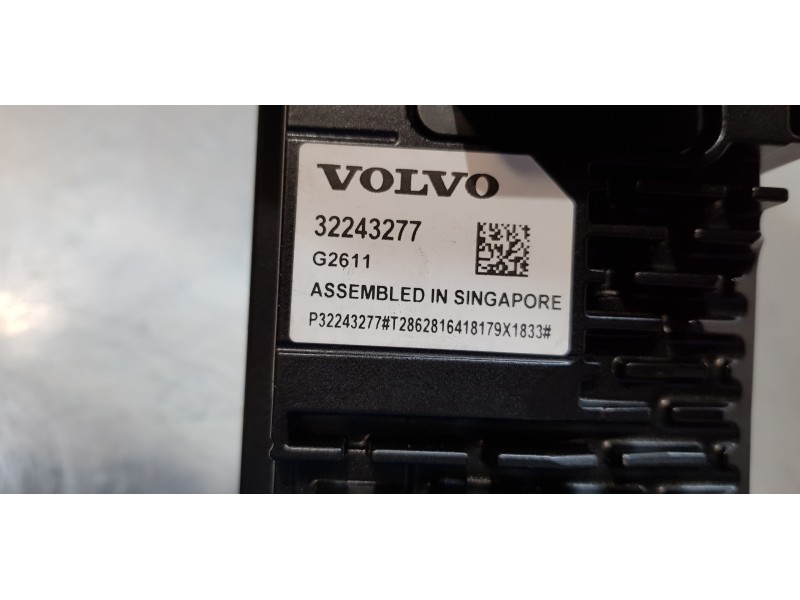 VOLVO
32243277
G2611
ASSEMBLED IN SINGAPORE
P32243277#T2862816418179X1833#